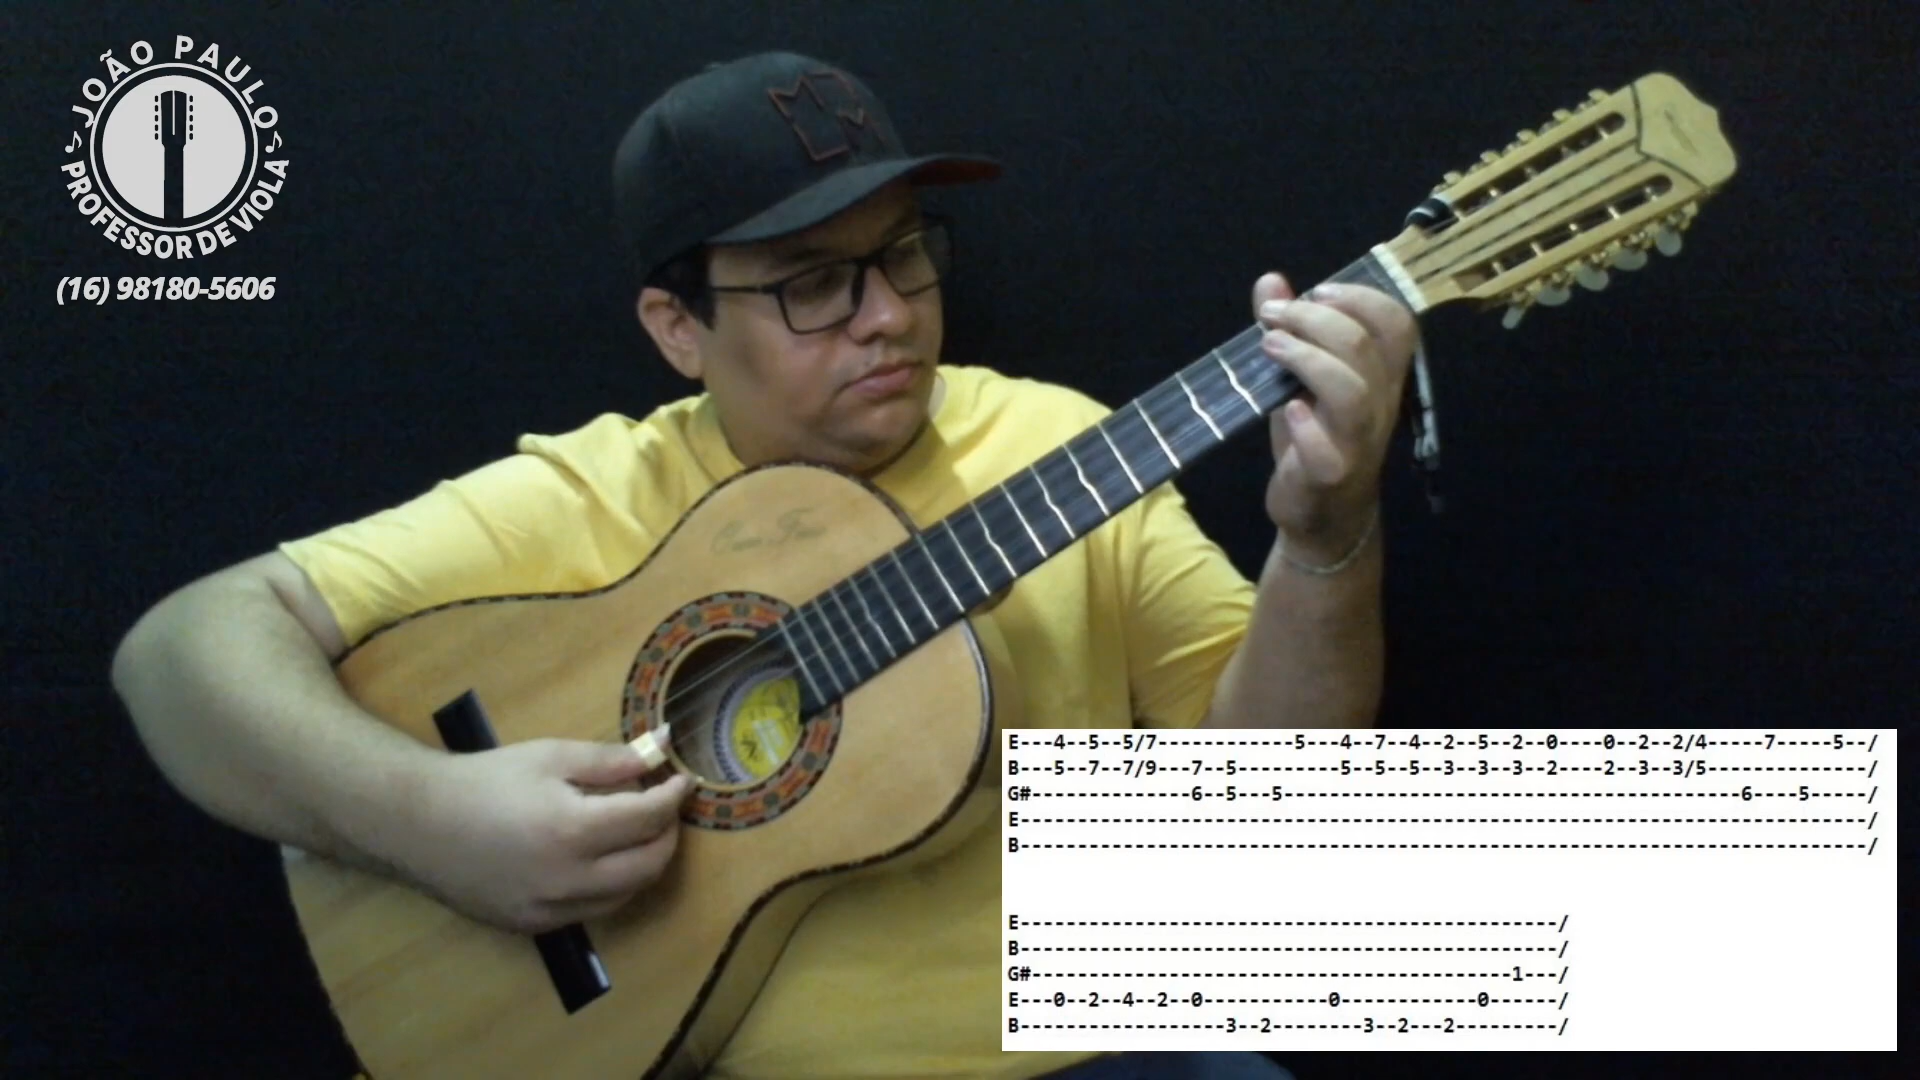 JOÃO PAULO
PROFESSOR DE VIOLA
(16) 98180-5606
E---4--5--5/7------------5---4--7--4--2--5--2--0----0--2--2/4-----7-----5--/
B---5--7--7/9---7--5---------5--5--5--3--3--3--2----2--3--3/5--------------/
G#--------------6--5---5----------------------------------------6----5-----/
E--------------------------------------------------------------------------/
B--------------------------------------------------------------------------/
E-----------------------------------------------/
B-----------------------------------------------/
G#------------------------------------------1---/
E---0--2--4--2--0-----------0------------0------/
B------------------3--2--------3--2---2---------/